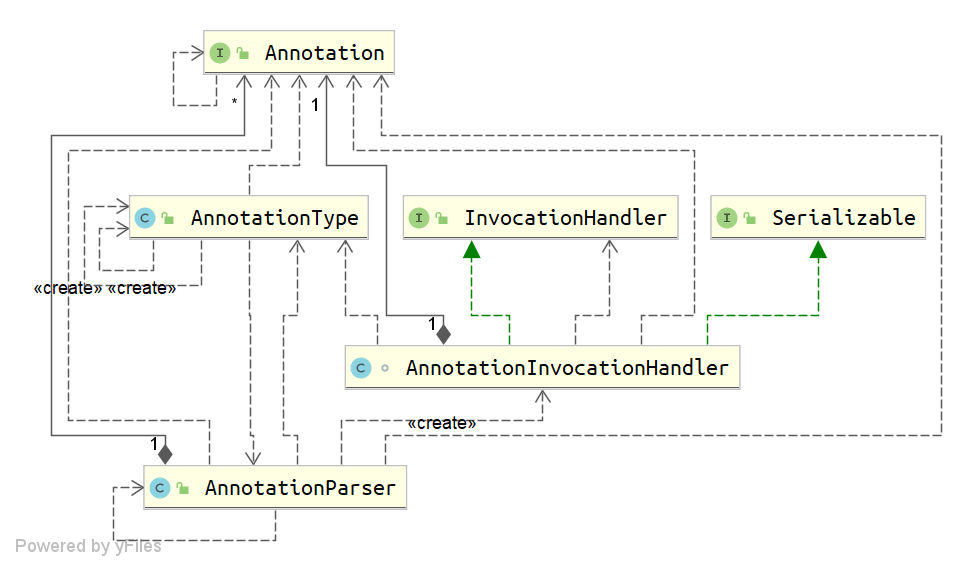 I Annotation
*
1
C AnnotationType
I InvocationHandler
I Serializable
«create» «create»
1
C AnnotationInvocationHandler
«create»
1
C AnnotationParser
Powered by yFiles